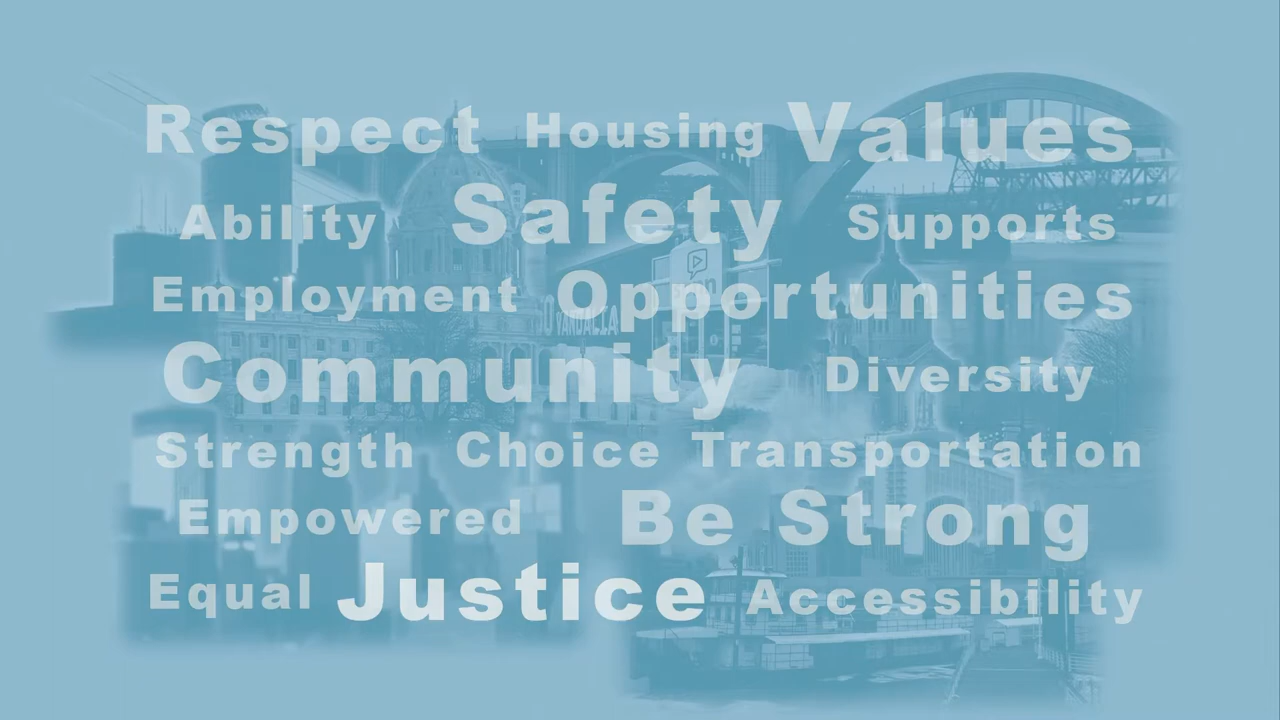 Respect Housing Values
Ability Safety Supports
Employment Opportunities
VANDALIA
Community Diversity
Strength Choice Transportation
Empowered Be Strong
Equal Justice Accessibility